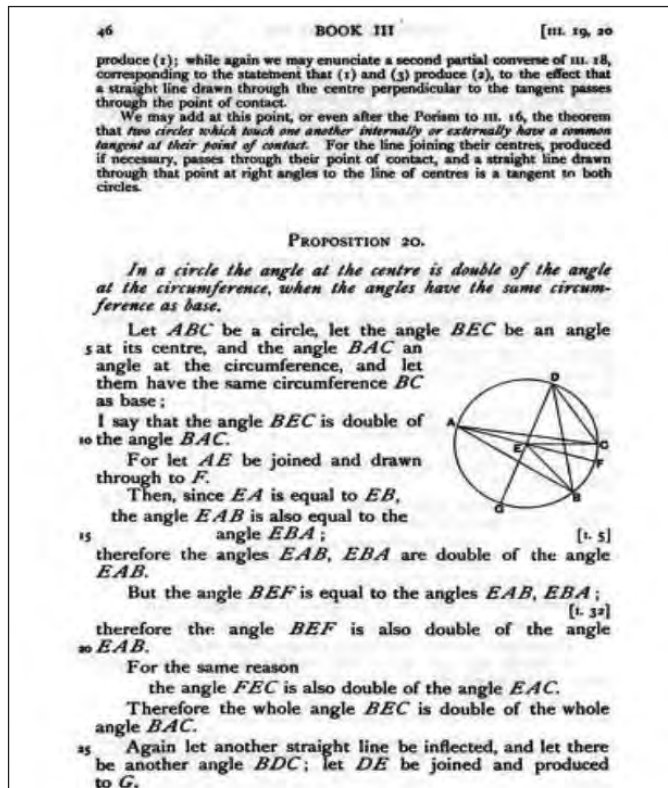 46 BOOK III [III. 19, 20
produce (1); while again we may enunciate a second partial converse of III. 18,
corresponding to the statement that (1) and (3) produce (2), to the effect that
a straight line drawn through the centre perpendicular to the tangent passes
through the point of contact.
We may add at this point, or even after the Porism to III. 16, the theorem
that two circles which touch one another internally or externally have a common
tangent at their point of contact. For the line joining their centres, produced
if necessary, passes through their point of contact, and a straight line drawn
through that point at right angles to the line of centres is a tangent to both
circles.
PROPOSITION 20.
In a circle the angle at the centre is double of the angle
at the circumference, when the angles have the same circum-
ference as base.
Let ABC be a circle, let the angle BEC be an angle
5 at its centre, and the angle BAC an
angle at the circumference, and let
them have the same circumference BC
as base;
I say that the angle BEC is double of
10 the angle BAC.
For let AE be joined and drawn
through to F.
Then, since EA is equal to EB,
the angle EAB is also equal to the
15 angle EBA; [I. 5]
D
A
C
E
F
B
G
therefore the angles EAB, EBA are double of the angle
EAB.
But the angle BEF is equal to the angles EAB, EBA;
[I. 32]
therefore the angle BEF is also double of the angle
20 EAB.
For the same reason
the angle FEC is also double of the angle EAC.
Therefore the whole angle BEC is double of the whole
angle BAC.
25 Again let another straight line be inflected, and let there
be another angle BDC; let DE be joined and produced
to G.